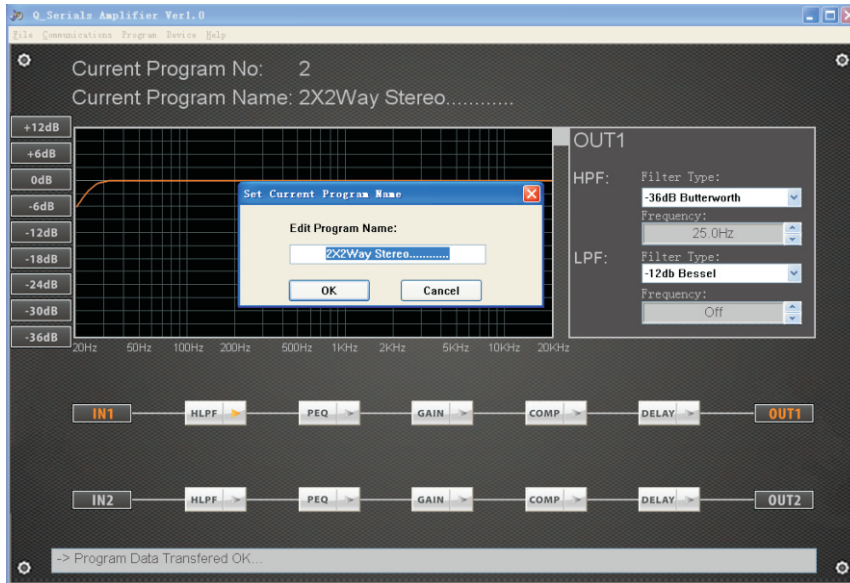 Q_Serials Amplifier Ver1.0
File Communications Program Device Help
Current Program No: 2
Current Program Name: 2X2Way Stereo............
+12dB
+6dB
0dB
-6dB
-12dB
-18dB
-24dB
-30dB
-36dB
20Hz 50Hz 100Hz 200Hz 500Hz 1KHz 2KHz 5KHz 10KHz 20KHz
Set Current Program Name
Edit Program Name:
2X2Way Stereo............
OK Cancel
OUT1
HPF: Filter Type:
-36dB Butterworth
Frequency:
25.0Hz
LPF: Filter Type:
-12db Bessel
Frequency:
Off
IN1 HLPF PEQ GAIN COMP DELAY OUT1
IN2 HLPF PEQ GAIN COMP DELAY OUT2
-> Program Data Transfered OK...